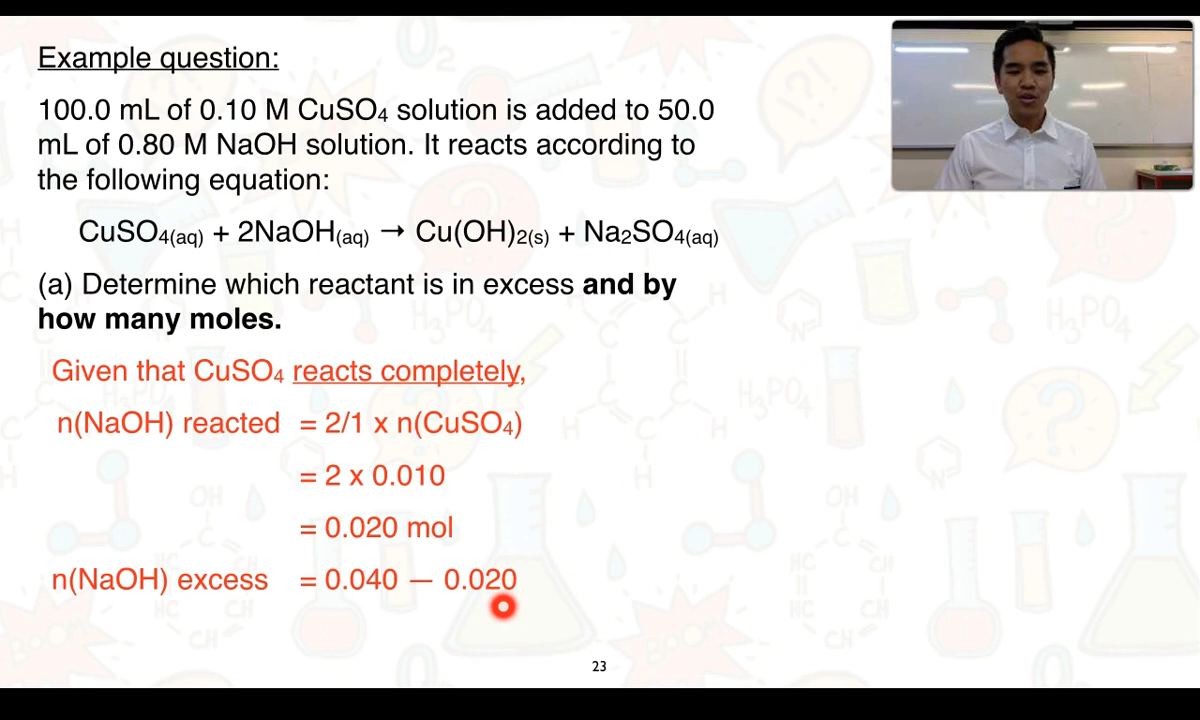 Example question:
100.0 mL of 0.10 M CuSO4 solution is added to 50.0
mL of 0.80 M NaOH solution. It reacts according to
the following equation:
CuSO4(aq) + 2NaOH(aq) → Cu(OH)2(s) + Na2SO4(aq)
(a) Determine which reactant is in excess and by
how many moles.
Given that CuSO4 reacts completely,
n(NaOH) reacted = 2/1 x n(CuSO4)
= 2 x 0.010
= 0.020 mol
n(NaOH) excess = 0.040 — 0.020
23